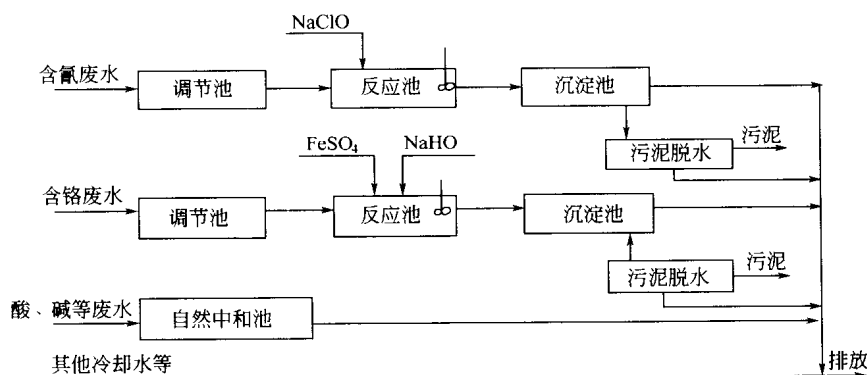 NaClO
含氰废水
调节池
反应池
沉淀池
污泥脱水
污泥
FeSO₄
NaHO
含铬废水
调节池
反应池
沉淀池
污泥脱水
污泥
酸、碱等废水
自然中和池
其他冷却水等
排放